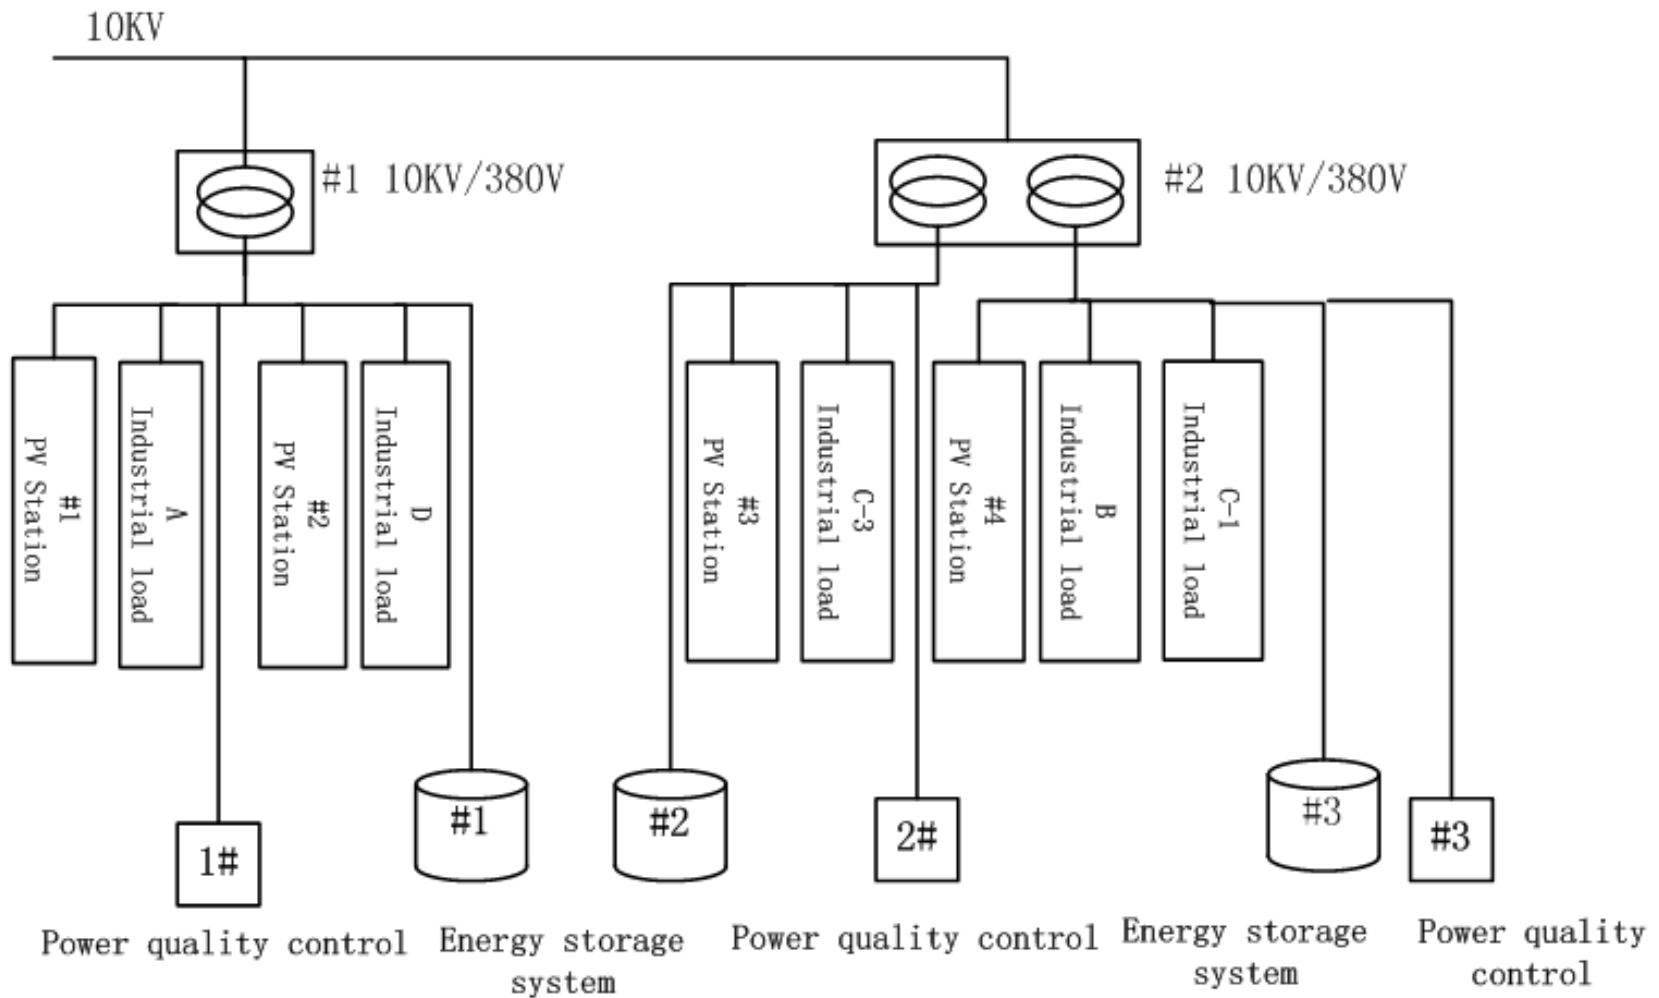 10KV
#1 10KV/380V
#2 10KV/380V
#1
PV Station
A
Industrial load
#2
PV Station
D
Industrial load
#3
PV Station
C-3
Industrial load
#4
PV Station
B
Industrial load
C-1
Industrial load
1#
#1
#2
2#
#3
#3
Power quality control
Energy storage
system
Power quality control
Energy storage
system
Power quality
control